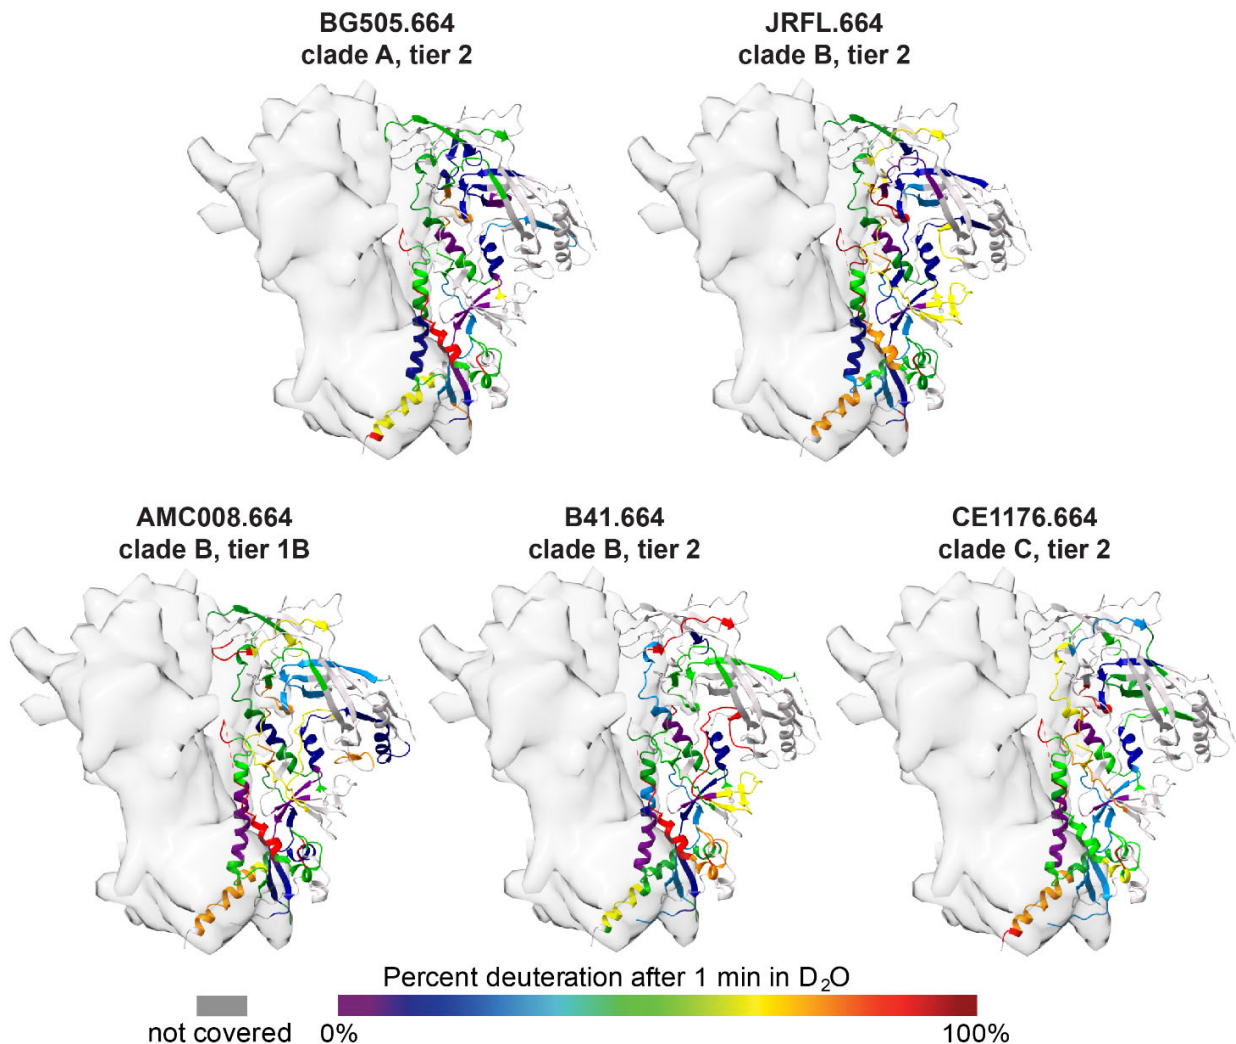 BG505.664
clade A, tier 2
JRFL.664
clade B, tier 2
AMC008.664
clade B, tier 1B
B41.664
clade B, tier 2
CE1176.664
clade C, tier 2
Percent deuteration after 1 min in D₂O
not covered
0%
100%